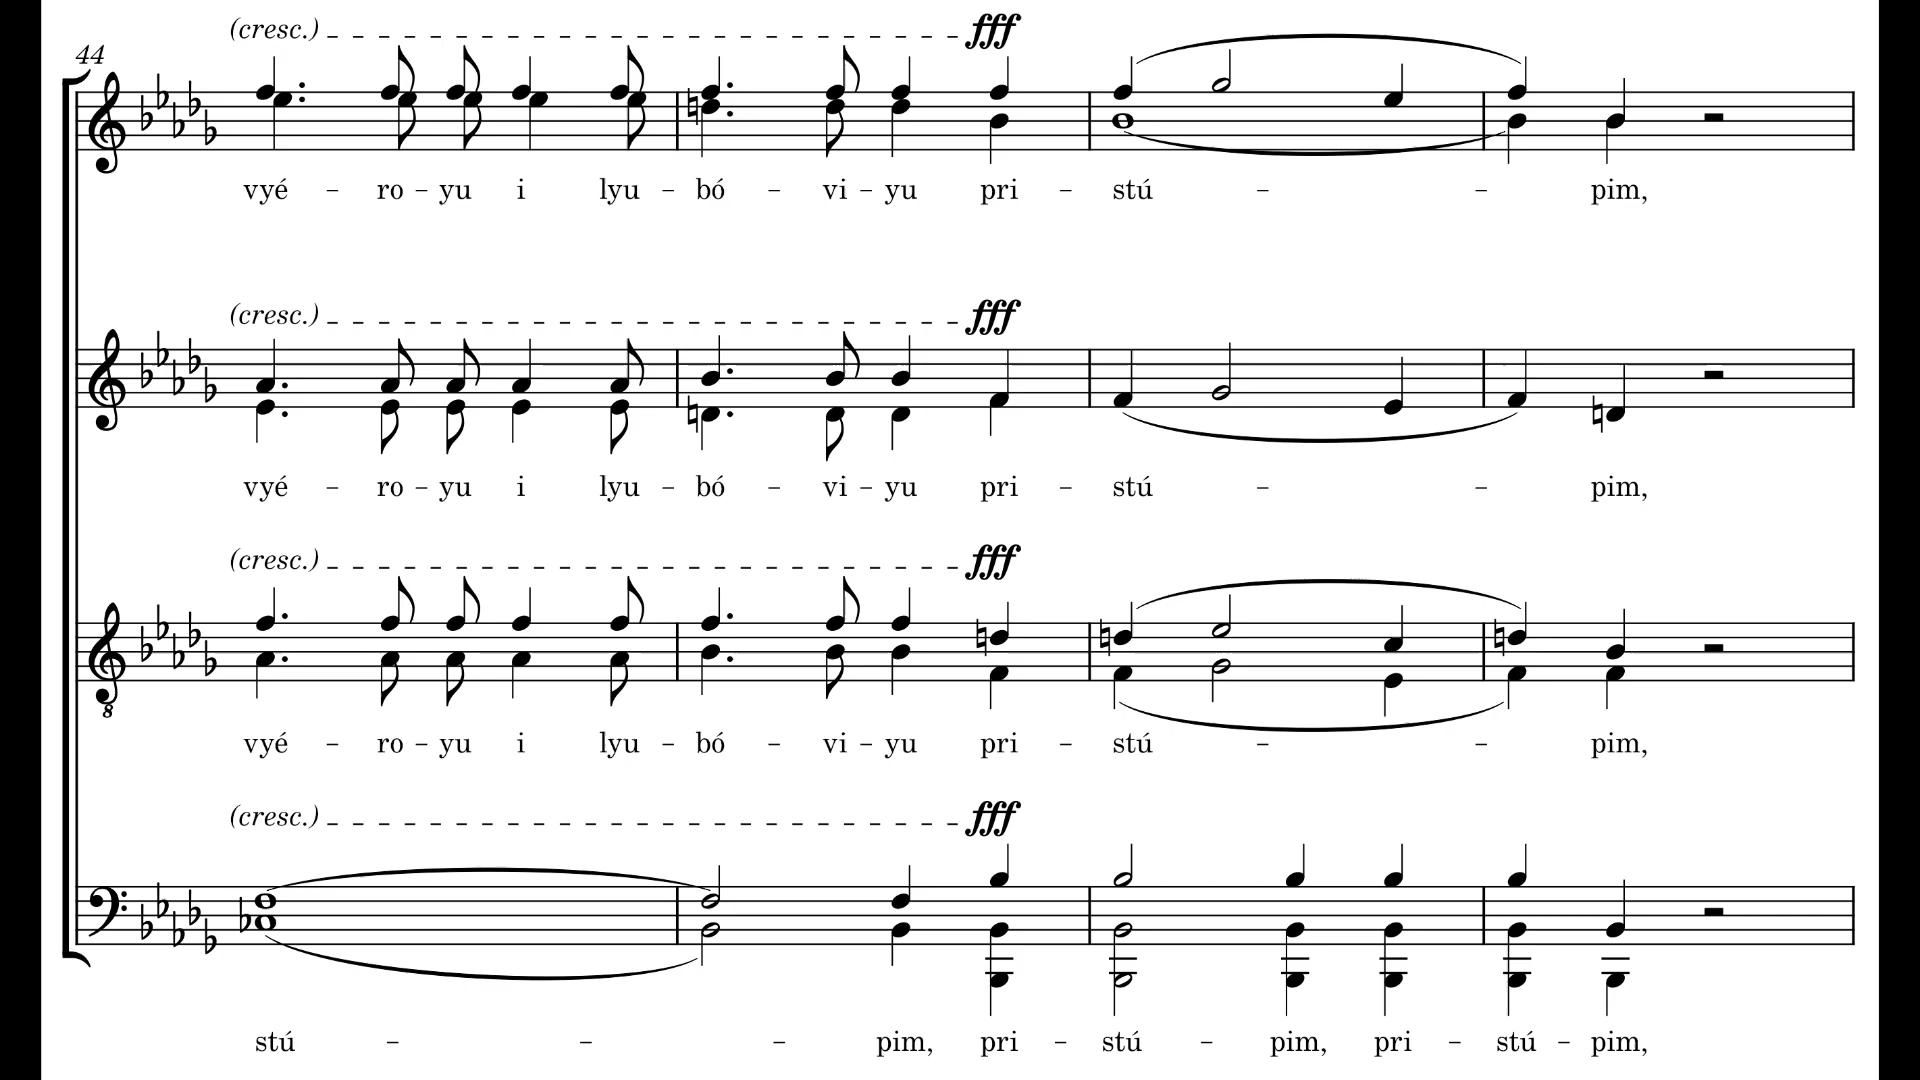 (cresc.) fff
44
vyé – ro – yu i lyu – bó – vi – yu pri – stú – – pim,
(cresc.) fff
vyé – ro – yu i lyu – bó – vi – yu pri – stú – – pim,
(cresc.) fff
8
vyé – ro – yu i lyu – bó – vi – yu pri – stú – – pim,
(cresc.) fff
stú – – – pim, pri – stú – pim, pri – stú – pim,